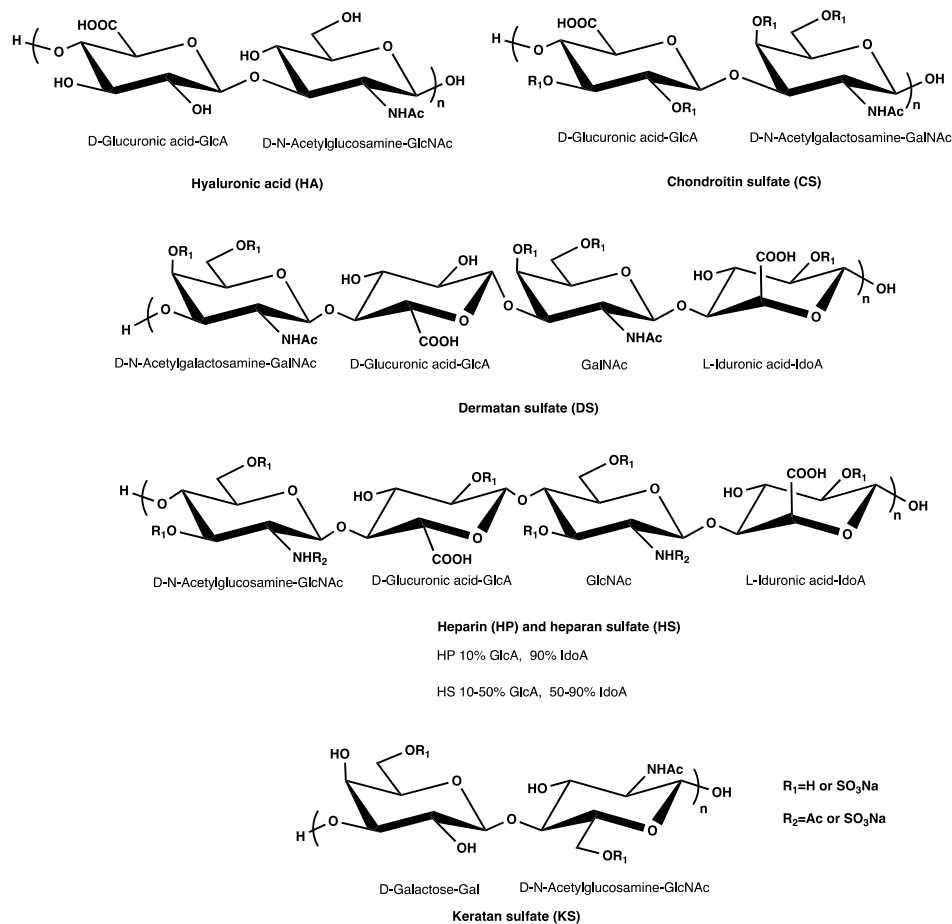 HOOC OH
H O O OH
HO O O O
HO HO n
OH NHAc
D-Glucuronic acid-GlcA D-N-Acetylglucosamine-GlcNAc
Hyaluronic acid (HA)
HOOC R₁O OR₁
H O O O OH
R₁O O n
OR₁ NHAc
D-Glucuronic acid-GlcA D-N-Acetylgalactosamine-GalNAc
Chondroitin sulfate (CS)
OR₁ OR₁
R₁O OH R₁O COOH
O HO O HO OR₁ OH
H O O O O O O n
NHAc COOH NHAc
D-N-Acetylgalactosamine-GalNAc D-Glucuronic acid-GlcA GalNAc L-Iduronic acid-IdoA
Dermatan sulfate (DS)
OR₁ OR₁ COOH
H O O HO OR₁ O O HO OR₁ OH
R₁O O O R₁O O O n
NHR₂ COOH NHR₂
D-N-Acetylglucosamine-GlcNAc D-Glucuronic acid-GlcA GlcNAc L-Iduronic acid-IdoA
Heparin (HP) and heparan sulfate (HS)
HP 10% GlcA, 90% IdoA
HS 10-50% GlcA, 50-90% IdoA
HO OR₁ NHAc
O HO OH
H O O O n
OH OR₁
R₁=H or SO₃Na
R₂=Ac or SO₃Na
D-Galactose-Gal D-N-Acetylglucosamine-GlcNAc
Keratan sulfate (KS)